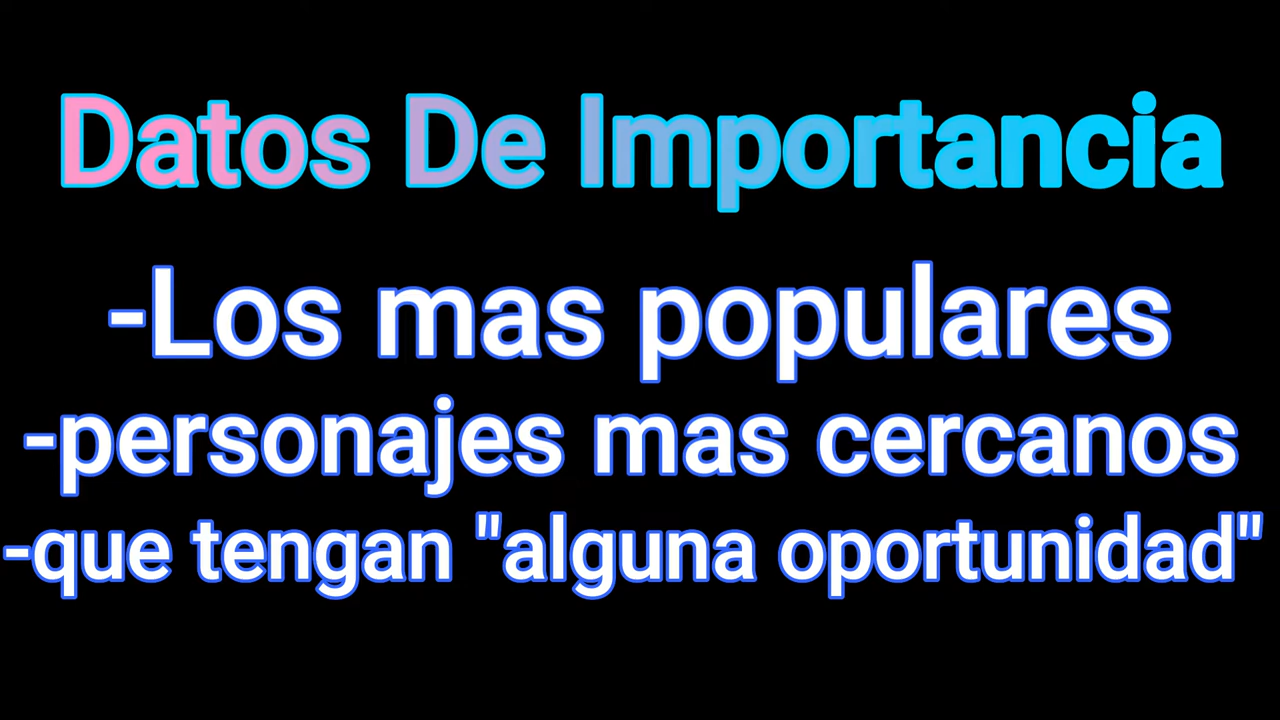 Datos De Importancia
-Los mas populares
-personajes mas cercanos
-que tengan "alguna oportunidad"